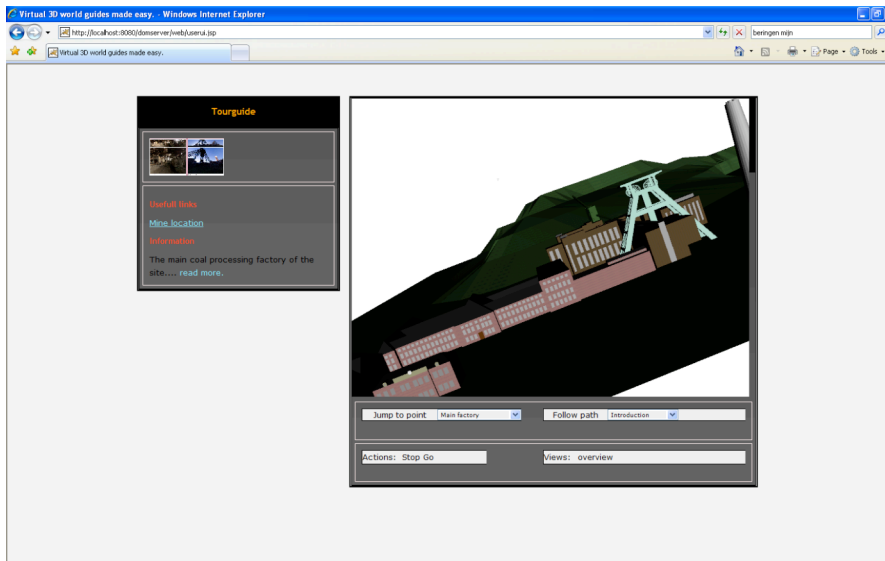 Virtual 3D world guides made easy. - Windows Internet Explorer
http://localhost:8080/domserver/web/userui.jsp
beringen mijn
Virtual 3D world guides made easy.
Page
Tools
Tourguide
Usefull links
Mine location
Information
The main coal processing factory of the
site.... read more.
Jump to point Main factory Follow path Introduction
Actions: Stop Go Views: overview